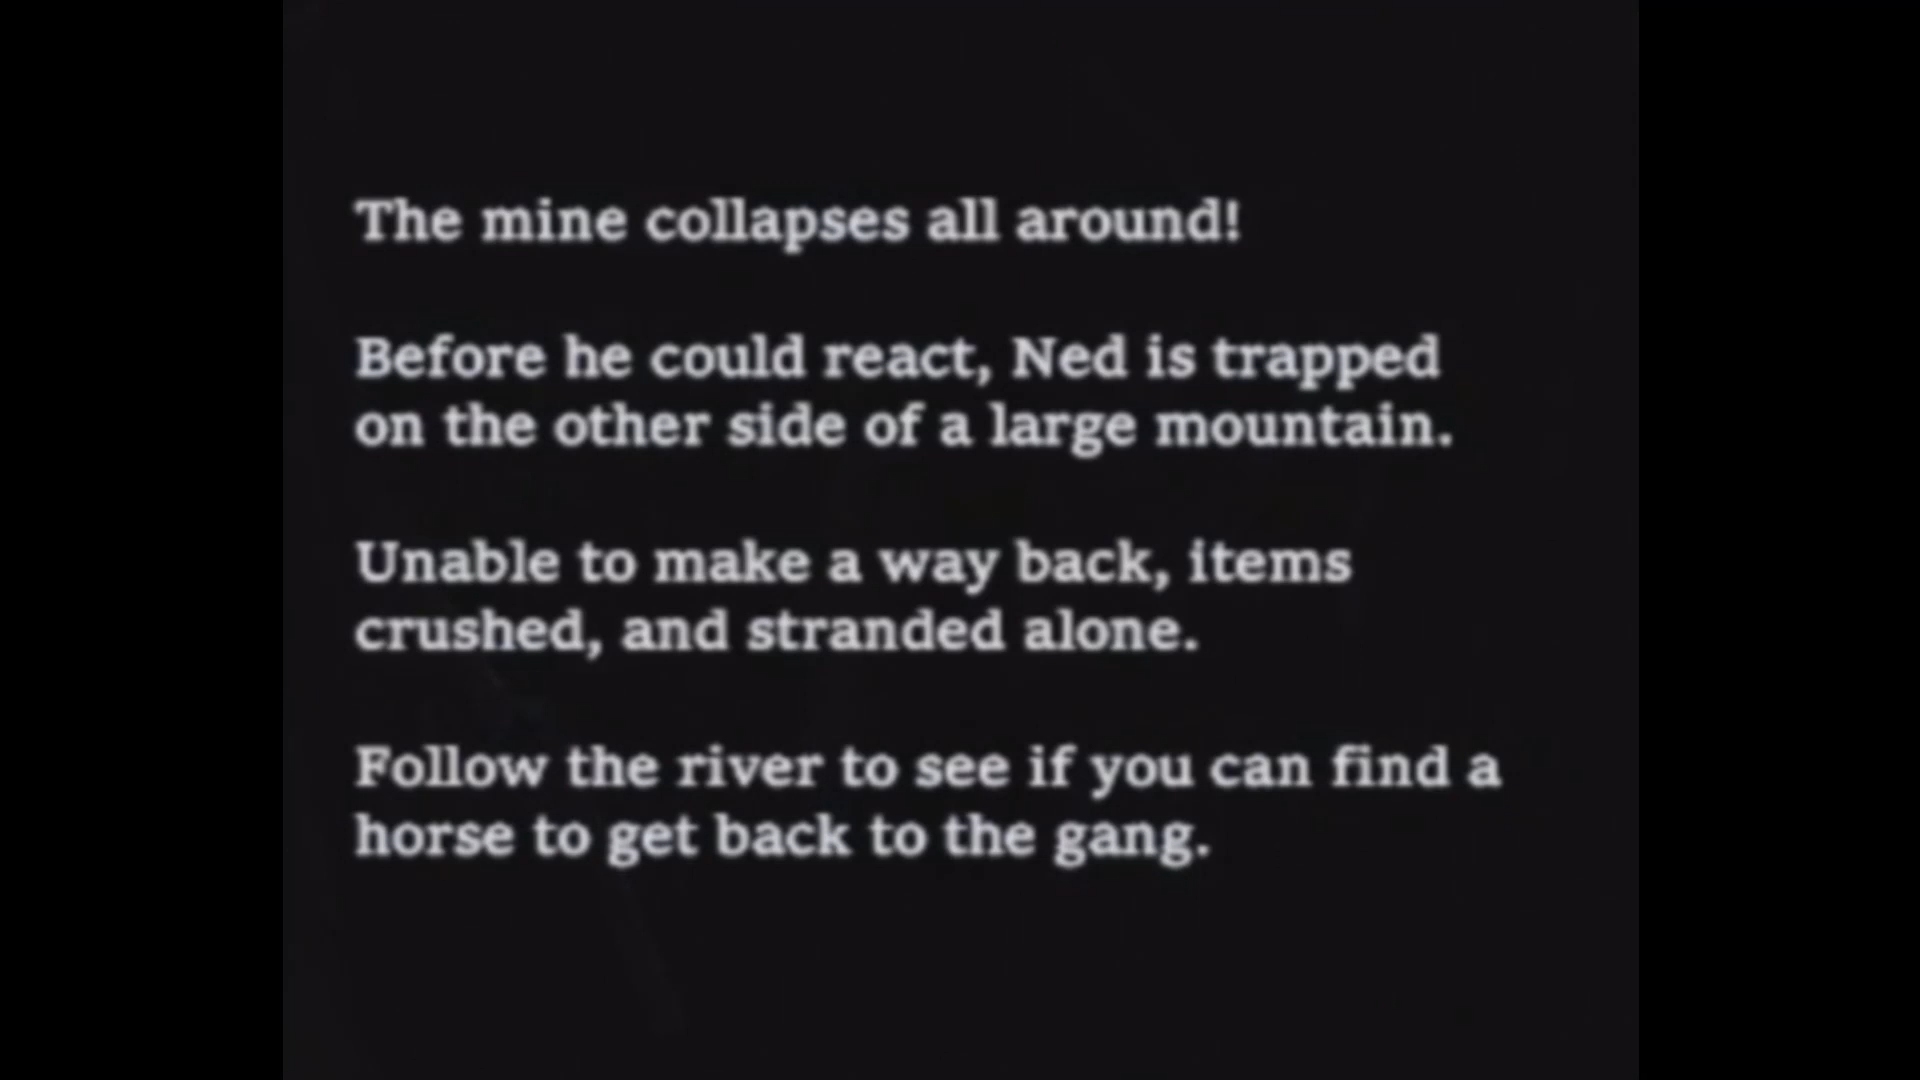 The mine collapses all around!
Before he could react, Ned is trapped
on the other side of a large mountain.
Unable to make a way back, items
crushed, and stranded alone.
Follow the river to see if you can find a
horse to get back to the gang.